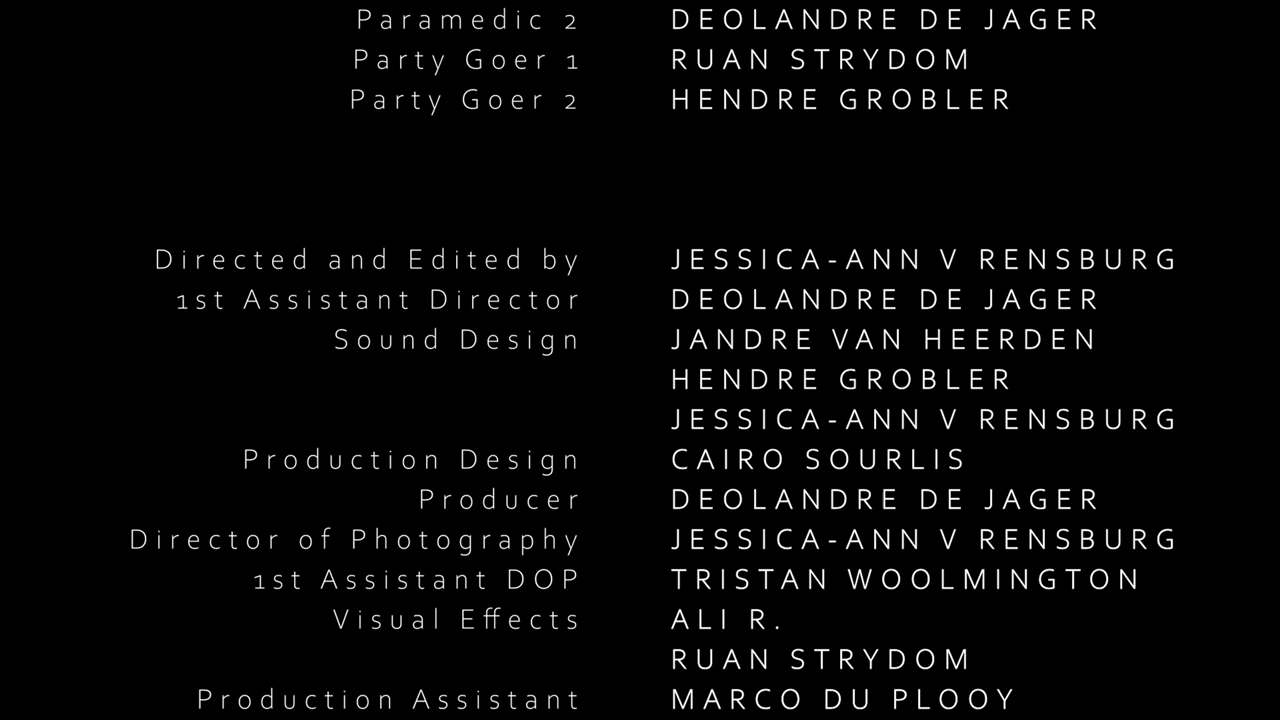 Paramedic 2 DEOLANDRE DE JAGER
Party Goer 1 RUAN STRYDOM
Party Goer 2 HENDRE GROBLER
Directed and Edited by JESSICA-ANN V RENSBURG
1st Assistant Director DEOLANDRE DE JAGER
Sound Design JANDRE VAN HEERDEN
HENDRE GROBLER
JESSICA-ANN V RENSBURG
Production Design CAIRO SOURLIS
Producer DEOLANDRE DE JAGER
Director of Photography JESSICA-ANN V RENSBURG
1st Assistant DOP TRISTAN WOOLMINGTON
Visual Effects ALI R.
RUAN STRYDOM
Production Assistant MARCO DU PLOOY